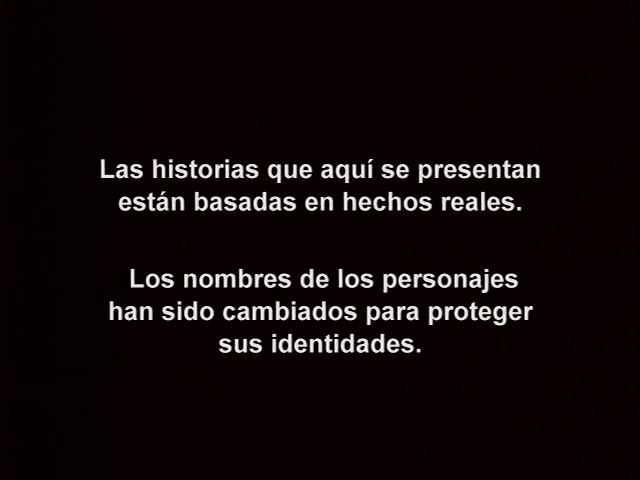 Las historias que aquí se presentan
están basadas en hechos reales.
Los nombres de los personajes
han sido cambiados para proteger
sus identidades.